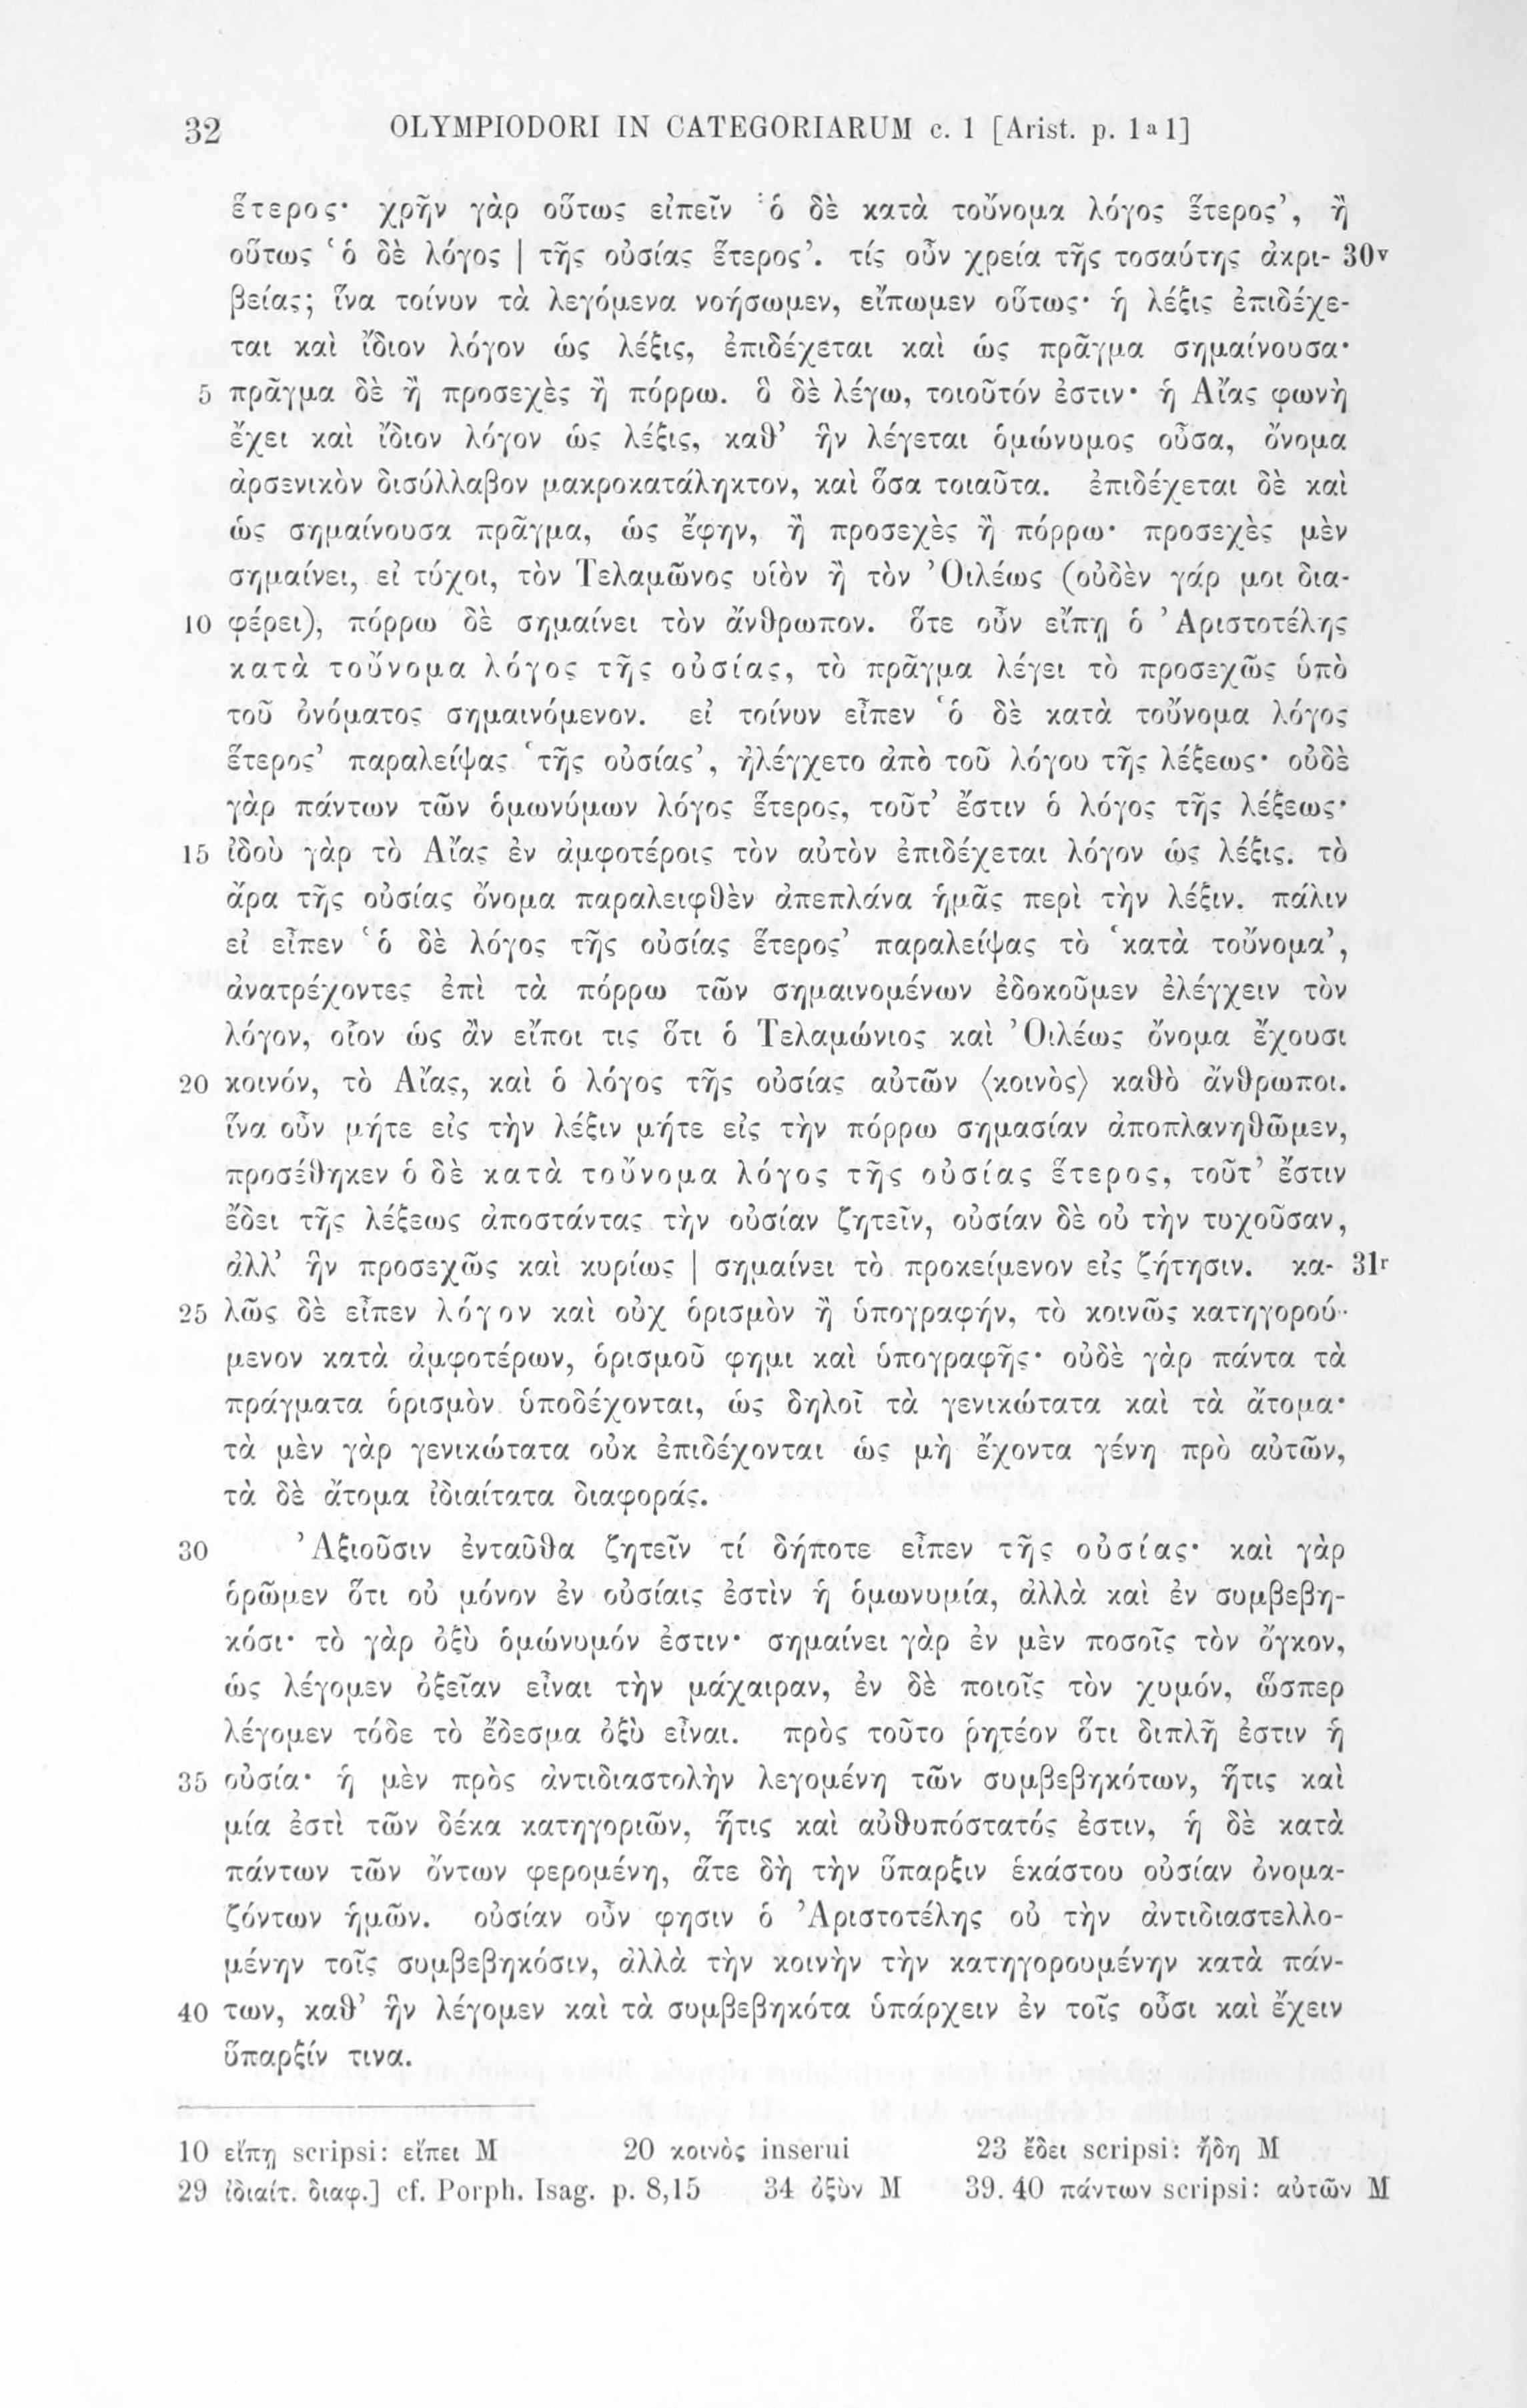 32 OLYMPIODORI IN CATEGORIARUM c. 1 [Arist. p. 1a1]
ἕτερος· χρῆν γὰρ οὕτως εἰπεῖν ‘ὁ δὲ κατὰ τοὔνομα λόγος ἕτερος’, ἢ
οὕτως ‘ὁ δὲ λόγος | τῆς οὐσίας ἕτερος’. τίς οὖν χρεία τῆς τοσαύτης ἀκρι- 30v
βείας; ἵνα τοίνυν τὰ λεγόμενα νοήσωμεν, εἴπωμεν οὕτως· ἡ λέξις ἐπιδέχε-
ται καὶ ἴδιον λόγον ὡς λέξις, ἐπιδέχεται καὶ ὡς πρᾶγμα σημαίνουσα·
5 πρᾶγμα δὲ ἢ προσεχὲς ἢ πόρρω. ὃ δὲ λέγω, τοιοῦτόν ἐστιν· ἡ Αἴας φωνὴ
ἔχει καὶ ἴδιον λόγον ὡς λέξις, καθ’ ἣν λέγεται ὁμώνυμος οὖσα, ὄνομα
ἀρσενικὸν δισύλλαβον μακροκατάληκτον, καὶ ὅσα τοιαῦτα. ἐπιδέχεται δὲ καὶ
ὡς σημαίνουσα πρᾶγμα, ὡς ἔφην, ἢ προσεχὲς ἢ πόρρω· προσεχὲς μὲν
σημαίνει, εἰ τύχοι, τὸν Τελαμῶνος υἱὸν ἢ τὸν Ὀιλέως (οὐδὲν γάρ μοι δια-
10 φέρει), πόρρω δὲ σημαίνει τὸν ἄνθρωπον. ὅτε οὖν εἴπῃ ὁ Ἀριστοτέλης
κατὰ τοὔνομα λόγος τῆς οὐσίας, τὸ πρᾶγμα λέγει τὸ προσεχῶς ὑπὸ
τοῦ ὀνόματος σημαινόμενον. εἰ τοίνυν εἶπεν ‘ὁ δὲ κατὰ τοὔνομα λόγος
ἕτερος’ παραλείψας ‘τῆς οὐσίας’, ἠλέγχετο ἀπὸ τοῦ λόγου τῆς λέξεως· οὐδὲ
γὰρ πάντων τῶν ὁμωνύμων λόγος ἕτερος, τοῦτ’ ἔστιν ὁ λόγος τῆς λέξεως·
15 ἰδοὺ γὰρ τὸ Αἴας ἐν ἀμφοτέροις τὸν αὐτὸν ἐπιδέχεται λόγον ὡς λέξις. τὸ
ἄρα τῆς οὐσίας ὄνομα παραλειφθὲν ἀπεπλάνα ἡμᾶς περὶ τὴν λέξιν. πάλιν
εἰ εἶπεν ‘ὁ δὲ λόγος τῆς οὐσίας ἕτερος’ παραλείψας τὸ ‘κατὰ τοὔνομα’,
ἀνατρέχοντες ἐπὶ τὰ πόρρω τῶν σημαινομένων ἐδοκοῦμεν ἐλέγχειν τὸν
λόγον, οἷον ὡς ἂν εἴποι τις ὅτι ὁ Τελαμώνιος καὶ Ὀιλέως ὄνομα ἔχουσι
20 κοινόν, τὸ Αἴας, καὶ ὁ λόγος τῆς οὐσίας αὐτῶν ⟨κοινὸς⟩ καθὸ ἄνθρωποι.
ἵνα οὖν μήτε εἰς τὴν λέξιν μήτε εἰς τὴν πόρρω σημασίαν ἀποπλανηθῶμεν,
προσέθηκεν ὁ δὲ κατὰ τοὔνομα λόγος τῆς οὐσίας ἕτερος, τοῦτ’ ἔστιν
ἔδει τῆς λέξεως ἀποστάντας τὴν οὐσίαν ζητεῖν, οὐσίαν δὲ οὐ τὴν τυχοῦσαν,
ἀλλ’ ἣν προσεχῶς καὶ κυρίως | σημαίνει τὸ προκείμενον εἰς ζήτησιν. κα- 31r
25 λῶς δὲ εἶπεν λόγον καὶ οὐχ ὁρισμὸν ἢ ὑπογραφήν, τὸ κοινῶς κατηγορού-
μενον κατὰ ἀμφοτέρων, ὁρισμοῦ φημι καὶ ὑπογραφῆς· οὐδὲ γὰρ πάντα τὰ
πράγματα ὁρισμὸν ὑποδέχονται, ὡς δηλοῖ τὰ γενικώτατα καὶ τὰ ἄτομα·
τὰ μὲν γὰρ γενικώτατα οὐκ ἐπιδέχονται ὡς μὴ ἔχοντα γένη πρὸ αὐτῶν,
τὰ δὲ ἄτομα ἰδιαίτατα διαφοράς.
30 Ἀξιοῦσιν ἐνταῦθα ζητεῖν τί δήποτε εἶπεν τῆς οὐσίας· καὶ γὰρ
ὁρῶμεν ὅτι οὐ μόνον ἐν οὐσίαις ἐστὶν ἡ ὁμωνυμία, ἀλλὰ καὶ ἐν συμβεβη-
κόσι· τὸ γὰρ ὀξὺ ὁμώνυμόν ἐστιν· σημαίνει γὰρ ἐν μὲν ποσοῖς τὸν ὄγκον,
ὡς λέγομεν ὀξεῖαν εἶναι τὴν μάχαιραν, ἐν δὲ ποιοῖς τὸν χυμόν, ὥσπερ
λέγομεν τόδε τὸ ἔδεσμα ὀξὺ εἶναι. πρὸς τοῦτο ῥητέον ὅτι διπλῆ ἐστιν ἡ
35 οὐσία· ἡ μὲν πρὸς ἀντιδιαστολὴν λεγομένη τῶν συμβεβηκότων, ἥτις καὶ
μία ἐστὶ τῶν δέκα κατηγοριῶν, ἥτις καὶ αὐθυπόστατός ἐστιν, ἡ δὲ κατὰ
πάντων τῶν ὄντων φερομένη, ἅτε δὴ τὴν ὕπαρξιν ἑκάστου οὐσίαν ὀνομα-
ζόντων ἡμῶν. οὐσίαν οὖν φησιν ὁ Ἀριστοτέλης οὐ τὴν ἀντιδιαστελλο-
μένην τοῖς συμβεβηκόσιν, ἀλλὰ τὴν κοινὴν τὴν κατηγορουμένην κατὰ πάν-
40 των, καθ’ ἣν λέγομεν καὶ τὰ συμβεβηκότα ὑπάρχειν ἐν τοῖς οὖσι καὶ ἔχειν
ὕπαρξίν τινα.
10 εἴπῃ scripsi: εἴπει M 20 κοινὸς inserui 23 ἔδει scripsi: ἤδη M
29 ἰδιαίτ. διαφ.] cf. Porph. Isag. p. 8,15 34 ὀξὺν M 39. 40 πάντων scripsi: αὐτῶν M